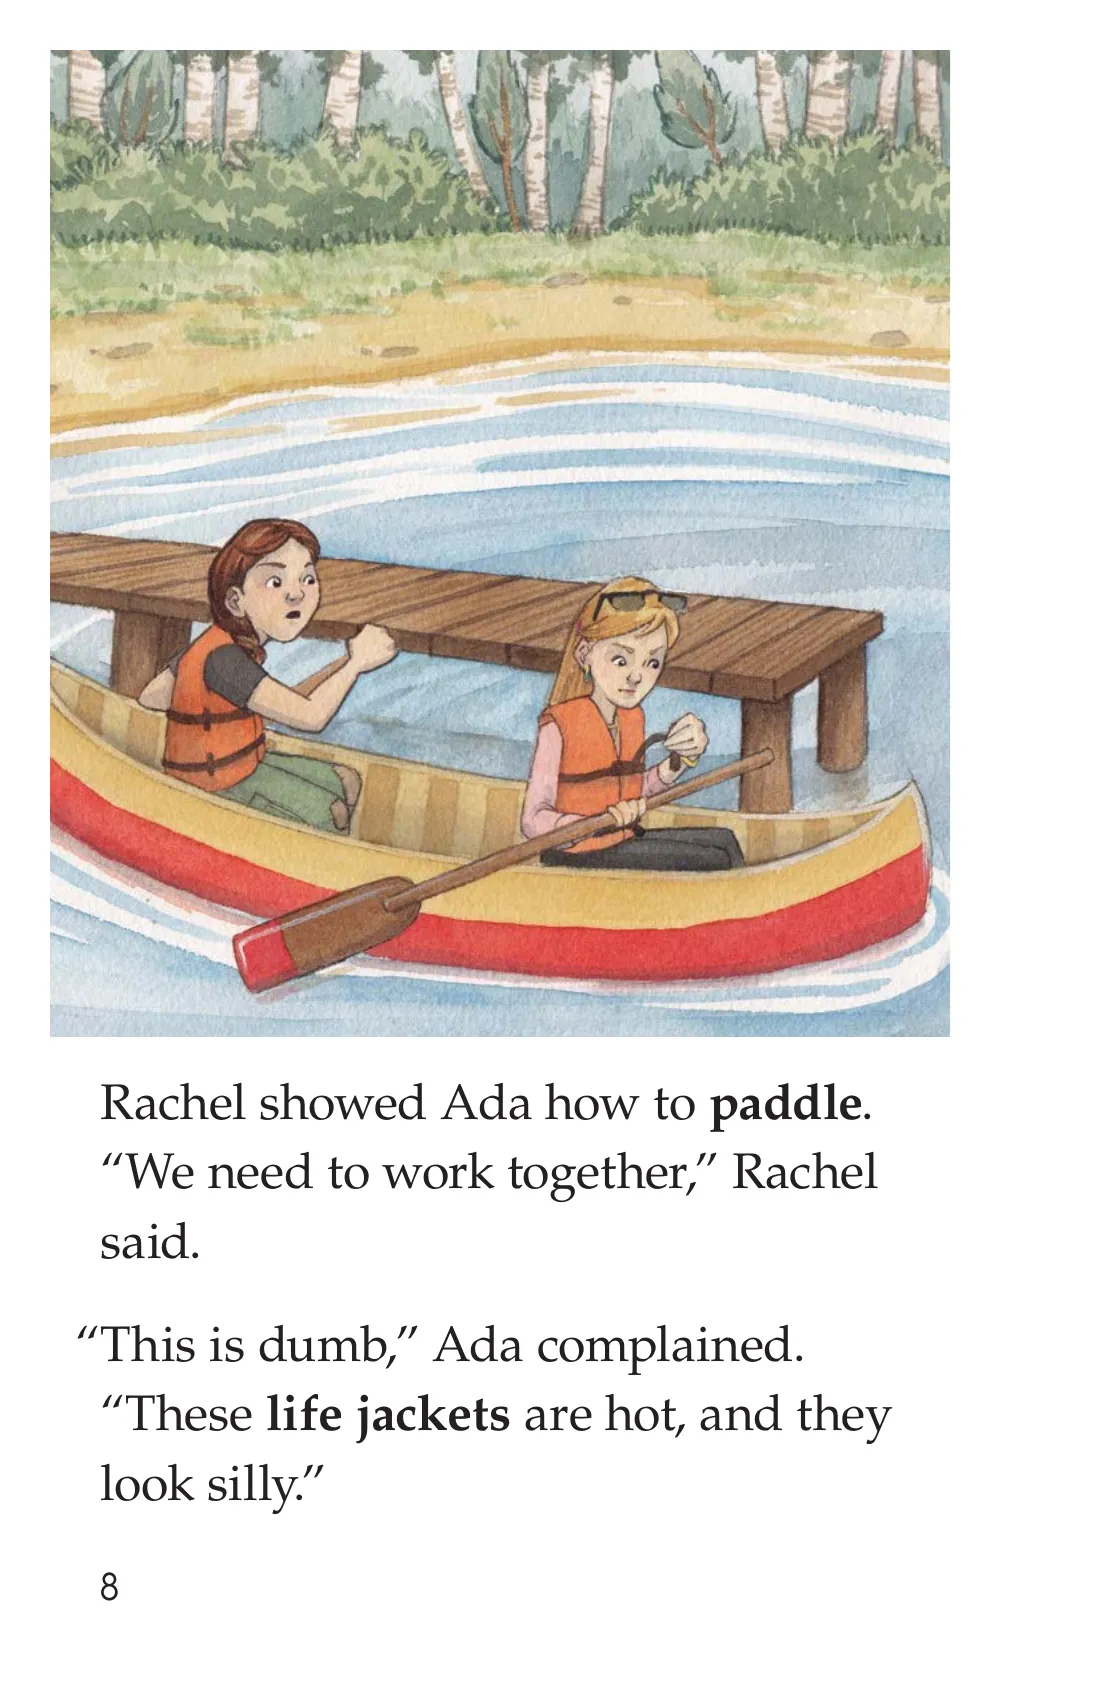 Rachel showed Ada how to paddle.
“We need to work together,” Rachel
said.
“This is dumb,” Ada complained.
“These life jackets are hot, and they
look silly.”
8